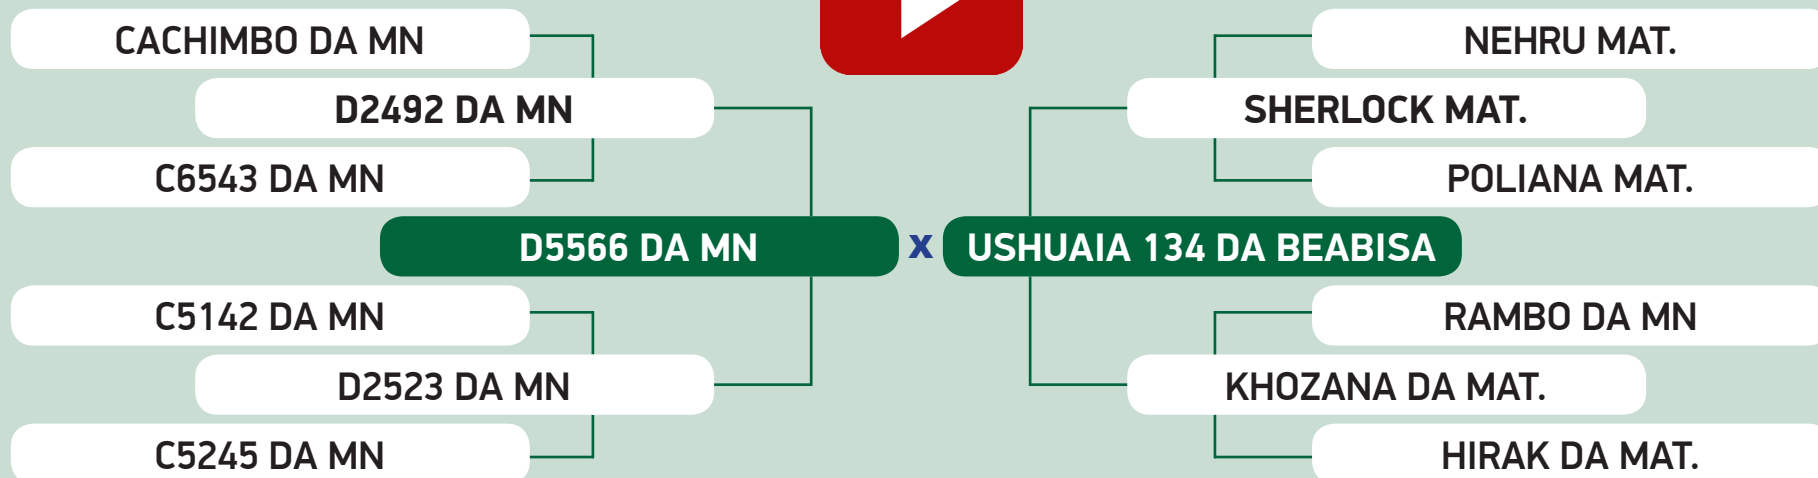 CACHIMBO DA MN
NEHRU MAT.
D2492 DA MN
SHERLOCK MAT.
C6543 DA MN
POLIANA MAT.
D5566 DA MN x USHUAIA 134 DA BEABISA
C5142 DA MN
RAMBO DA MN
D2523 DA MN
KHOZANA DA MAT.
C5245 DA MN
HIRAK DA MAT.